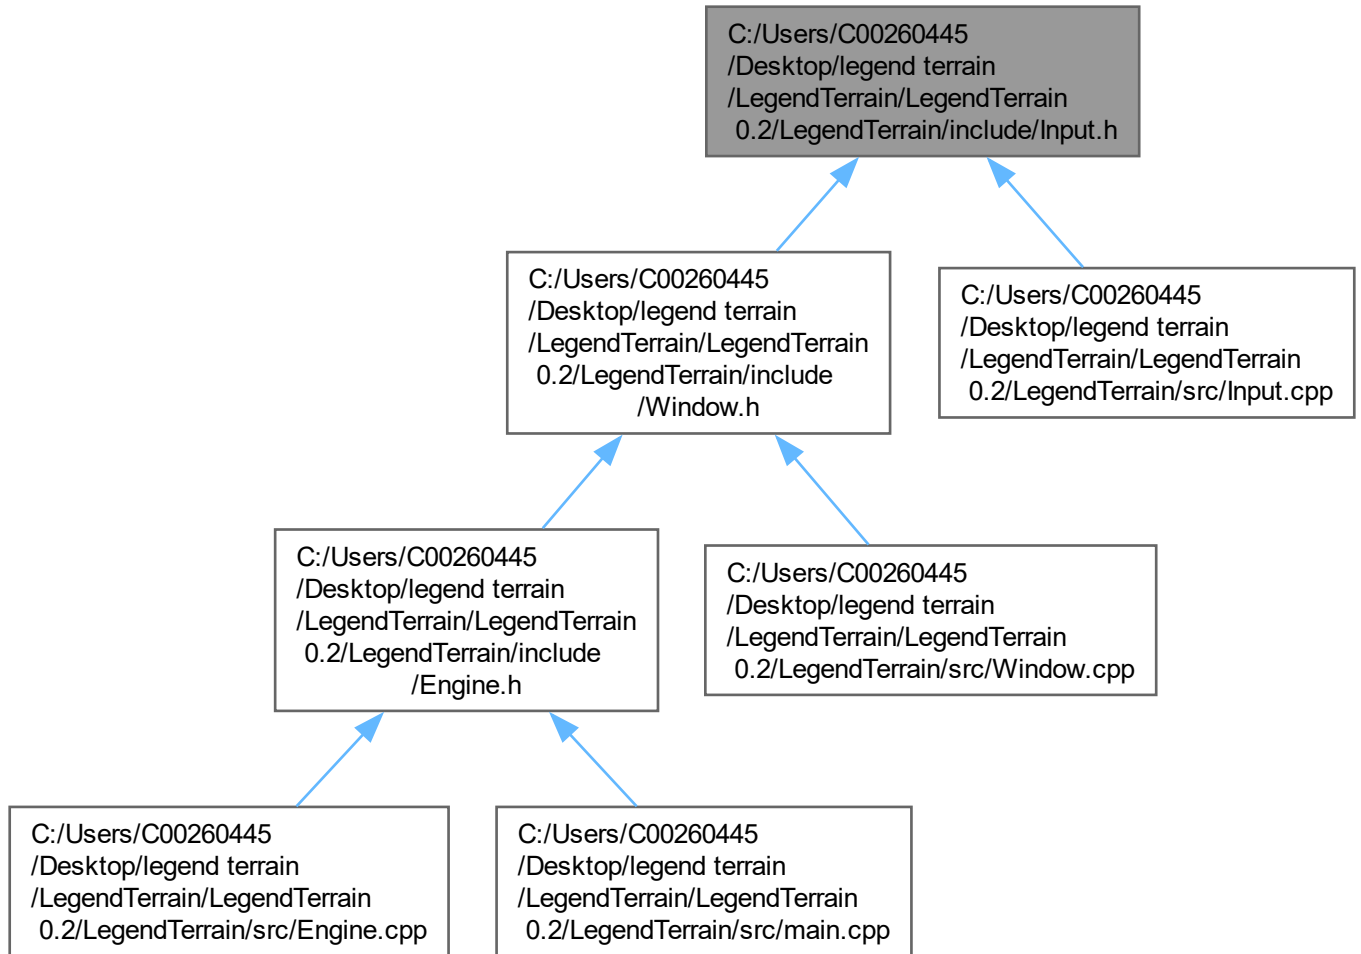 C:/Users/C00260445
/Desktop/legend terrain
/LegendTerrain/LegendTerrain
0.2/LegendTerrain/include/Input.h
C:/Users/C00260445
/Desktop/legend terrain
/LegendTerrain/LegendTerrain
0.2/LegendTerrain/include
/Window.h
C:/Users/C00260445
/Desktop/legend terrain
/LegendTerrain/LegendTerrain
0.2/LegendTerrain/src/Input.cpp
C:/Users/C00260445
/Desktop/legend terrain
/LegendTerrain/LegendTerrain
0.2/LegendTerrain/include
/Engine.h
C:/Users/C00260445
/Desktop/legend terrain
/LegendTerrain/LegendTerrain
0.2/LegendTerrain/src/Window.cpp
C:/Users/C00260445
/Desktop/legend terrain
/LegendTerrain/LegendTerrain
0.2/LegendTerrain/src/Engine.cpp
C:/Users/C00260445
/Desktop/legend terrain
/LegendTerrain/LegendTerrain
0.2/LegendTerrain/src/main.cpp